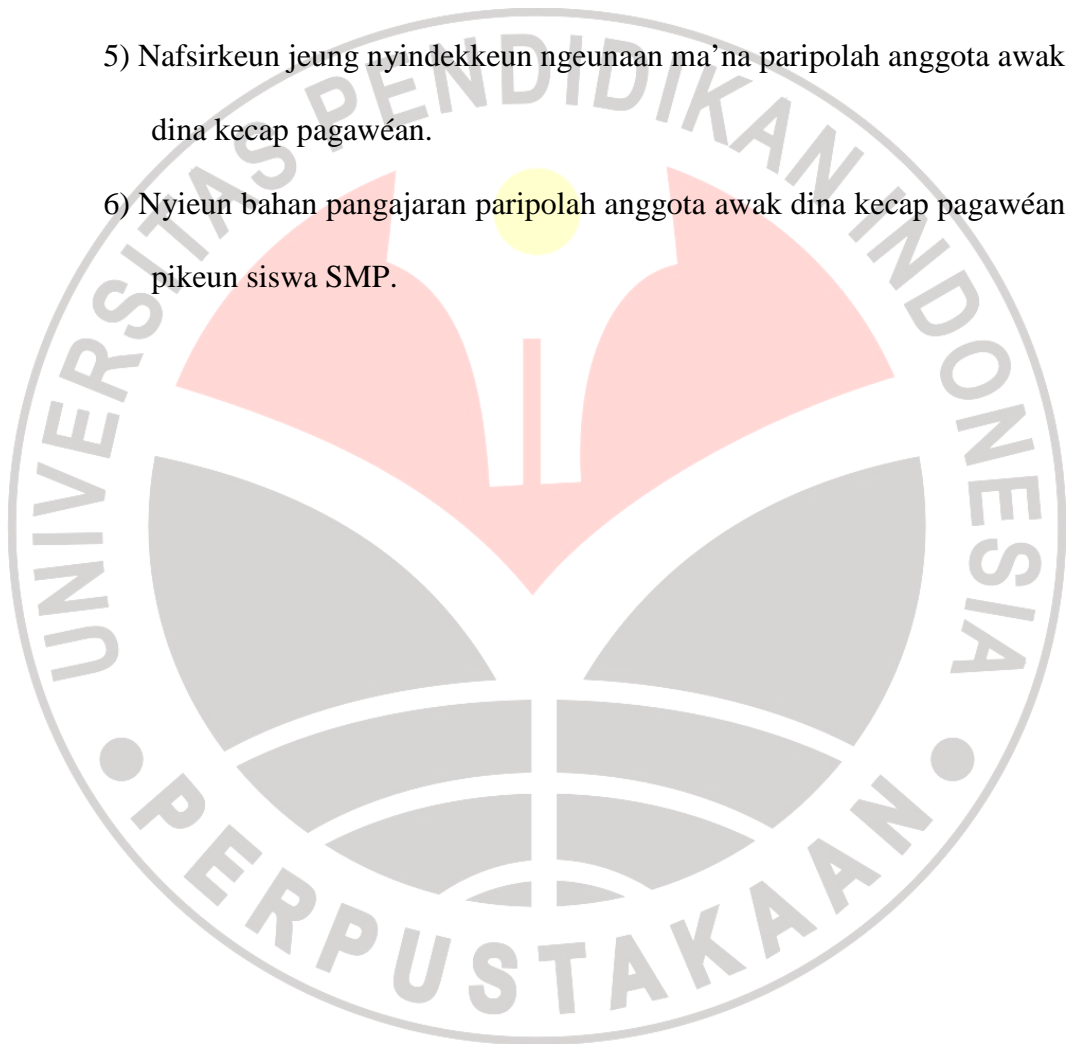 5) Nafsirkeun jeung nyindekkeun ngeunaan ma’na paripolah anggota awak
dina kecap pagawéan.
6) Nyieun bahan pangajaran paripolah anggota awak dina kecap pagawéan
pikeun siswa SMP.
UNIVERSITAS PENDIDIKAN INDONESIA
PERPUSTAKAAN